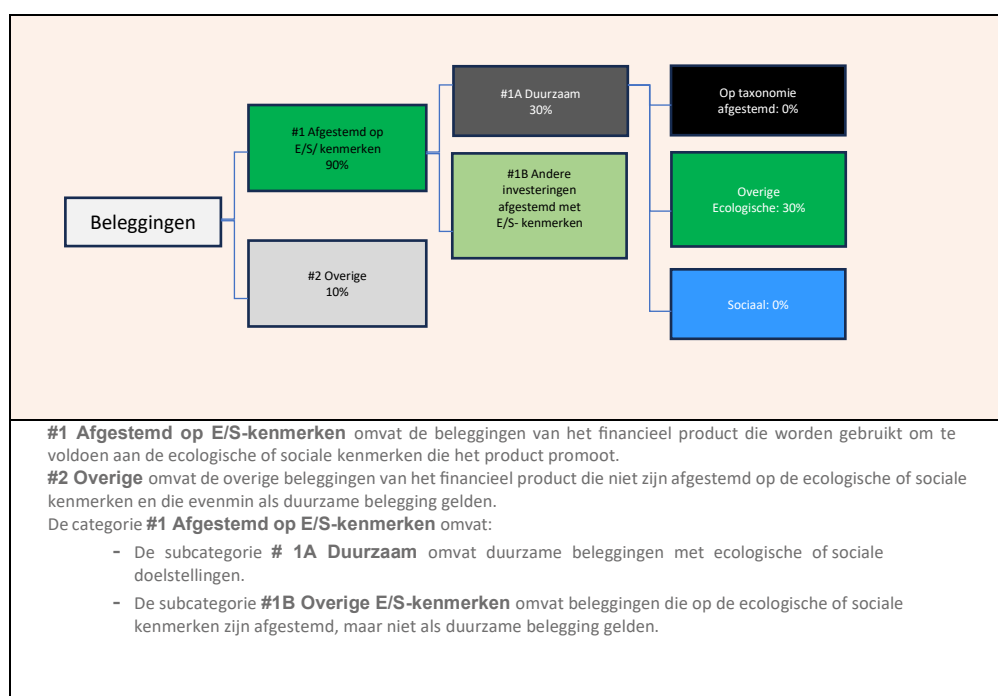 Beleggingen
#1 Afgestemd op
E/S/ kenmerken
90%
#2 Overige
10%
#1A Duurzaam
30%
#1B Andere
investeringen
afgestemd met
E/S- kenmerken
Op taxonomie
afgestemd: 0%
Overige
Ecologische: 30%
Sociaal: 0%
#1 Afgestemd op E/S-kenmerken omvat de beleggingen van het financieel product die worden gebruikt om te
voldoen aan de ecologische of sociale kenmerken die het product promoot.
#2 Overige omvat de overige beleggingen van het financieel product die niet zijn afgestemd op de ecologische of sociale
kenmerken en die evenmin als duurzame belegging gelden.
De categorie #1 Afgestemd op E/S-kenmerken omvat:
- De subcategorie # 1A Duurzaam omvat duurzame beleggingen met ecologische of sociale
doelstellingen.
- De subcategorie #1B Overige E/S-kenmerken omvat beleggingen die op de ecologische of sociale
kenmerken zijn afgestemd, maar niet als duurzame belegging gelden.